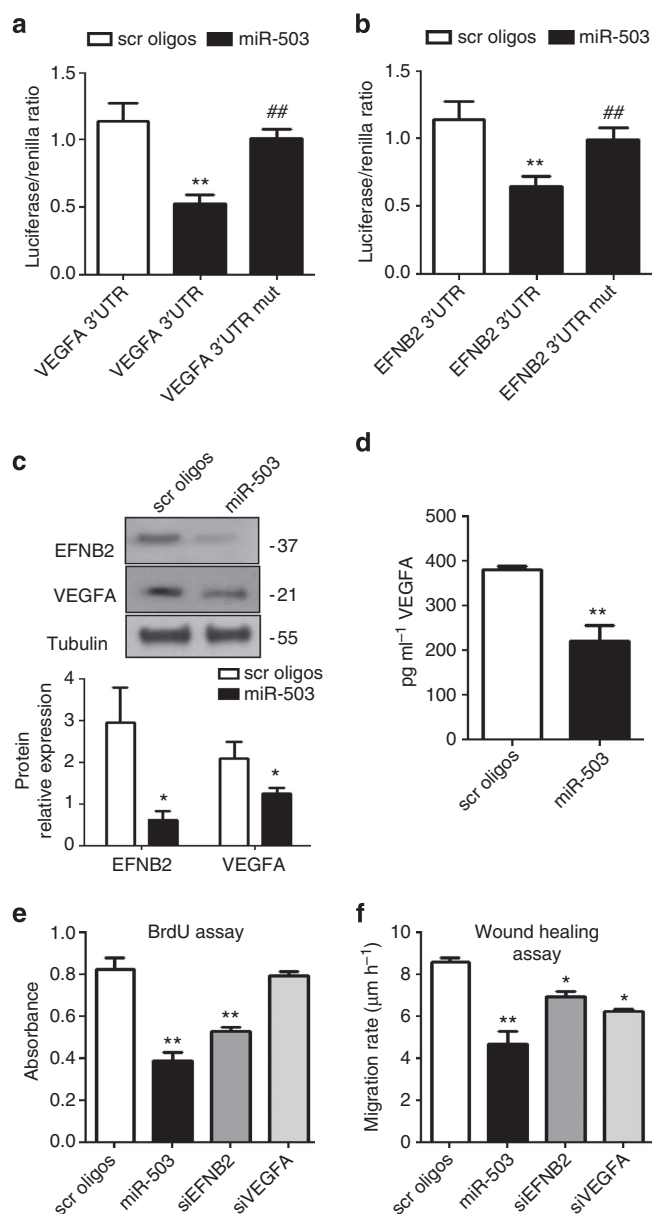 a
scr oligos miR-503
Luciferase/renilla ratio
1.5
1.0
0.5
0.0
**
##
VEGFA 3′UTR
VEGFA 3′UTR
VEGFA 3′UTR mut
b
scr oligos miR-503
Luciferase/renilla ratio
1.5
1.0
0.5
0.0
**
##
EFNB2 3′UTR
EFNB2 3′UTR
EFNB2 3′UTR mut
c
scr oligos
miR-503
EFNB2 -37
VEGFA -21
Tubulin -55
scr oligos
miR-503
Protein
relative expression
4
3
2
1
0
*
*
EFNB2 VEGFA
d
pg ml⁻¹ VEGFA
500
400
300
200
100
0
**
scr oligos
miR-503
e
BrdU assay
Absorbance
1.0
0.8
0.6
0.4
0.2
0.0
**
**
scr oligos
miR-503
siEFNB2
siVEGFA
f
Wound healing
assay
Migration rate (μm h⁻¹)
10
8
6
4
2
0
**
*
*
scr oligos
miR-503
siEFNB2
siVEGFA